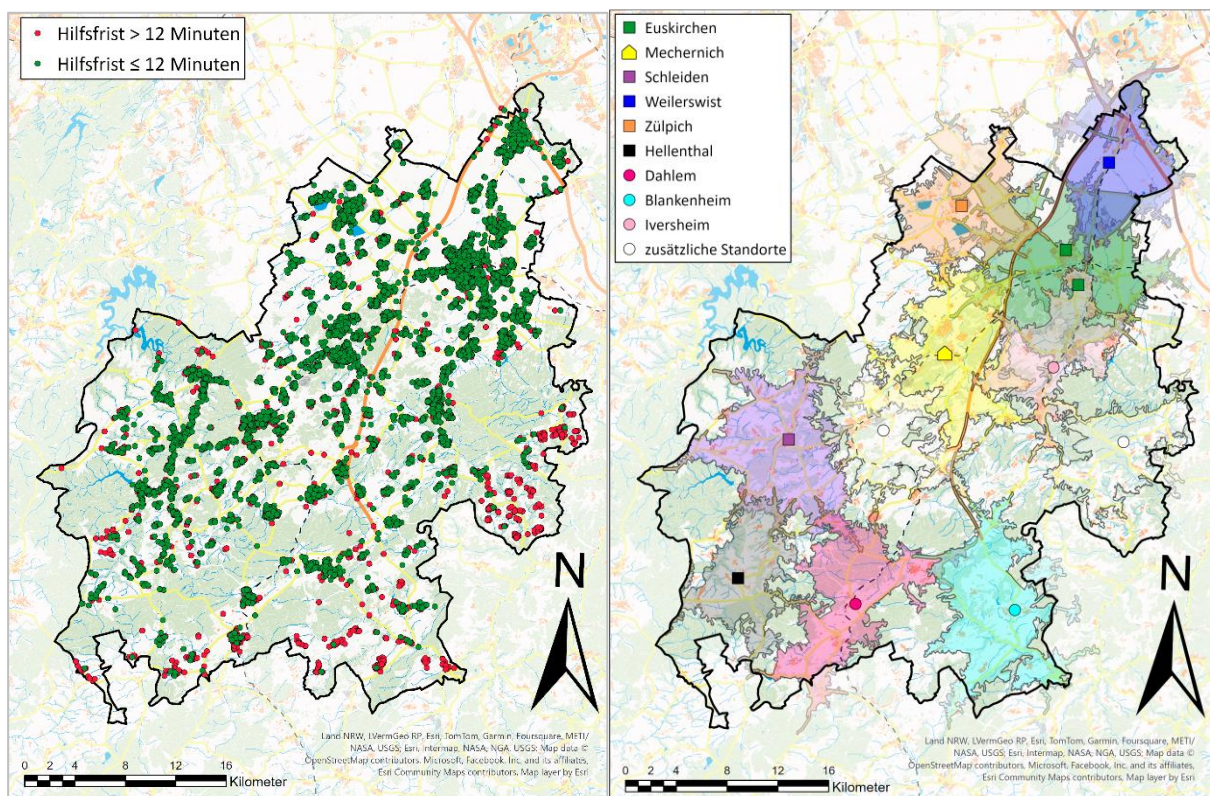 Hilfsfrist > 12 Minuten
Hilfsfrist ≤ 12 Minuten
N
Land NRW, LVermGeo RP, Esri, TomTom, Garmin, Foursquare, METI/
NASA, USGS; Esri, Intermap, NASA; NGA, USGS; Map data ©
OpenStreetMap contributors, Microsoft, Facebook, Inc. and its affiliates,
Esri Community Maps contributors, Map layer by Esri
0 4 8 12 16
Kilometer
Euskirchen
Mechernich
Schleiden
Weilerswist
Zülpich
Hellenthal
Dahlem
Blankenheim
Iversheim
zusätzliche Standorte
N
Land NRW, LVermGeo RP, Esri, TomTom, Garmin, Foursquare, METI/
NASA, USGS; Esri, Intermap, NASA, NGA, USGS; Map data ©
OpenStreetMap contributors, Microsoft, Facebook, Inc. and its affiliates,
Esri Community Maps contributors, Map layer by Esri
0 4 8 12 16
Kilometer